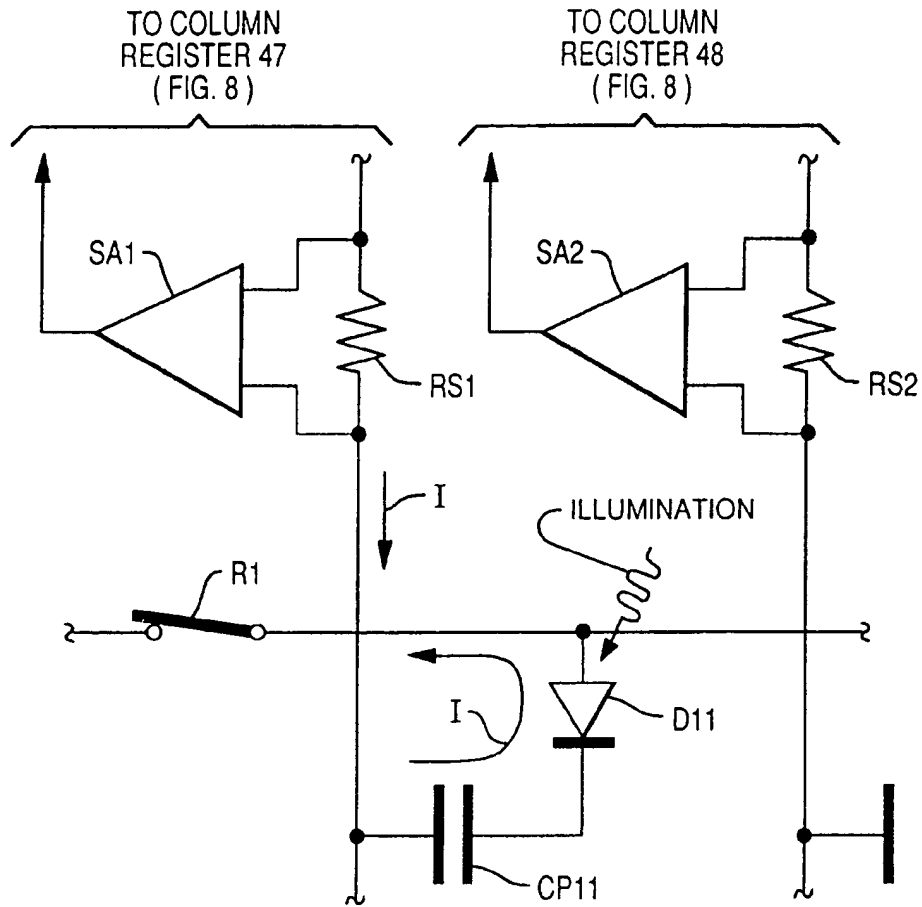 TO COLUMN
REGISTER 47
( FIG. 8 )
TO COLUMN
REGISTER 48
( FIG. 8 )
SA1
SA2
RS1
RS2
I
ILLUMINATION
R1
I
D11
CP11